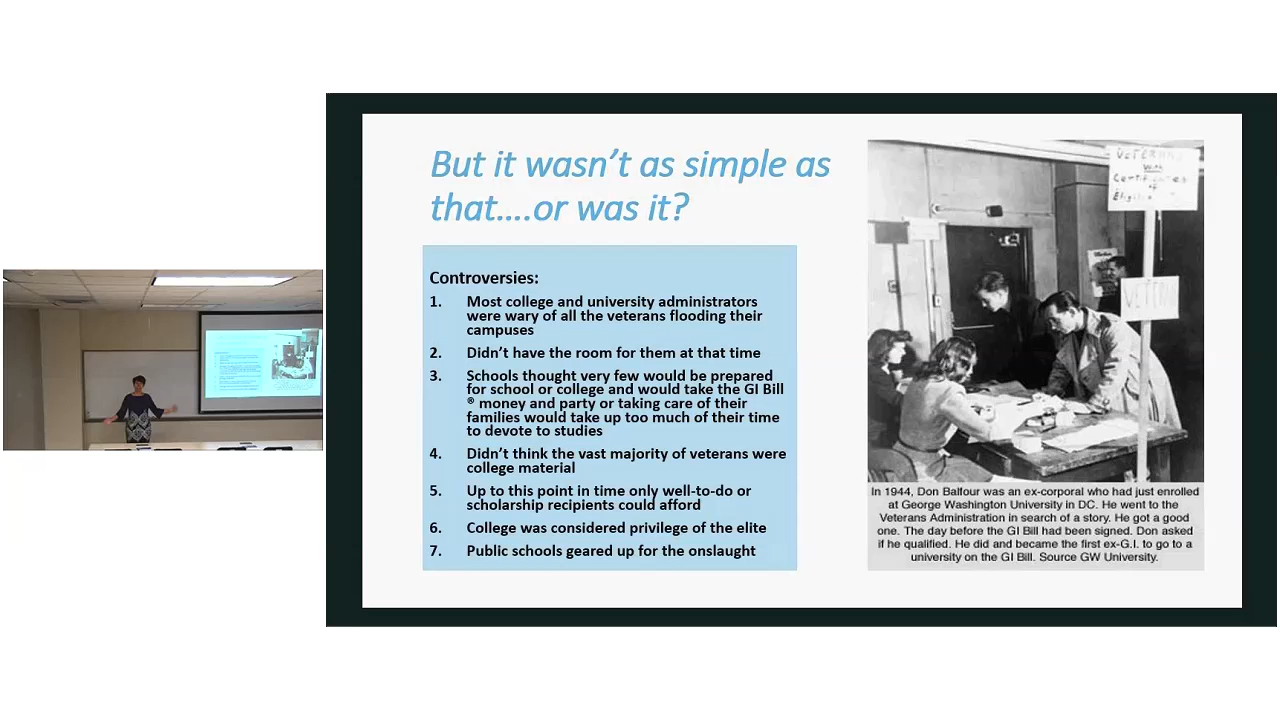 But it wasn't as simple as
that....or was it?
Controversies:
1. Most college and university administrators
were wary of all the veterans flooding their
campuses
2. Didn't have the room for them at that time
3. Schools thought very few would be prepared
for school or college and would take the GI Bill
® money and party or taking care of their
families would take up too much of their time
to devote to studies
4. Didn't think the vast majority of veterans were
college material
5. Up to this point in time only well-to-do or
scholarship recipients could afford
6. College was considered privilege of the elite
7. Public schools geared up for the onslaught
VETERANS
With
Certificates
of
VETERANS
In 1944, Don Balfour was an ex-corporal who had just enrolled
at George Washington University in DC. He went to the
Veterans Administration in search of a story. He got a good
one. The day before the GI Bill had been signed. Don asked
if he qualified. He did and became the first ex-G.I. to go to a
university on the GI Bill. Source GW University.